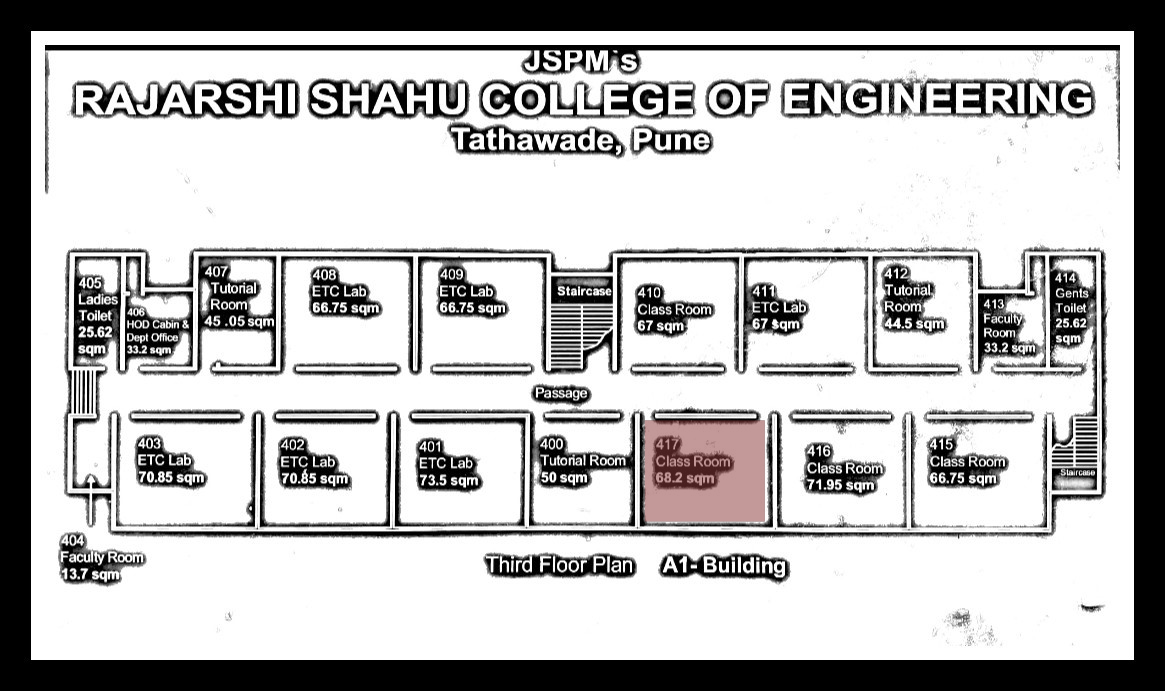 JSPM's
RAJARSHI SHAHU COLLEGE OF ENGINEERING
Tathawade, Pune
405
Ladies
Toilet
25.62
sqm
406
HOD Cabin &
Dept Office
33.2 sqm
407
Tutorial
Room
45 .05 sqm
408
ETC Lab
66.75 sqm
409
ETC Lab
66.75 sqm
Staircase
410
Class Room
67 sqm
411
ETC Lab
67 sqm
412
Tutorial
Room
44.5 sqm
413
Faculty
Room
33.2 sqm
414
Gents
Toilet
25.62
sqm
Passage
403
ETC Lab
70.85 sqm
402
ETC Lab
70.85 sqm
401
ETC Lab
73.5 sqm
400
Tutorial Room
50 sqm
417
Class Room
68.2 sqm
416
Class Room
71.95 sqm
415
Class Room
66.75 sqm
Staircase
404
Faculty Room
13.7 sqm
Third Floor Plan A1- Building